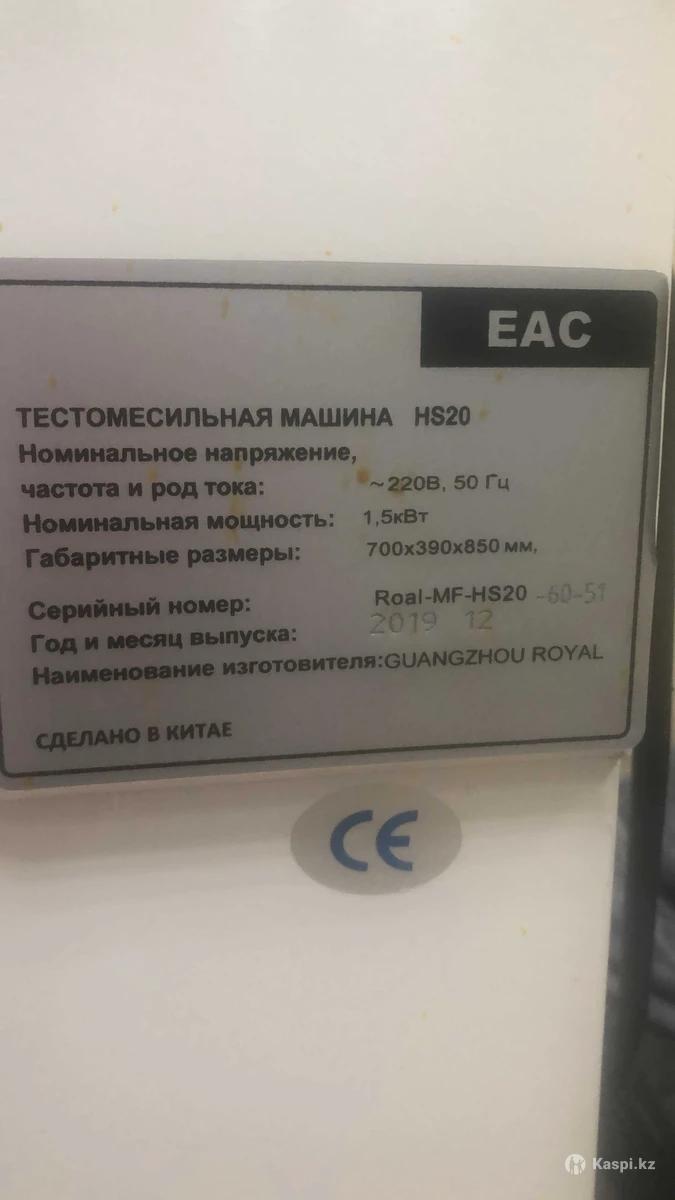 EAC
ТЕСТОМЕСИЛЬНАЯ МАШИНА HS20
Номинальное напряжение,
частота и род тока: ~220В, 50 Гц
Номинальная мощность: 1,5кВт
Габаритные размеры: 700х390х850 мм,
Серийный номер: Roal-MF-HS20 -60-51
Год и месяц выпуска: 2019 12
Наименование изготовителя:GUANGZHOU ROYAL
СДЕЛАНО В КИТАЕ
CE
Kaspi.kz